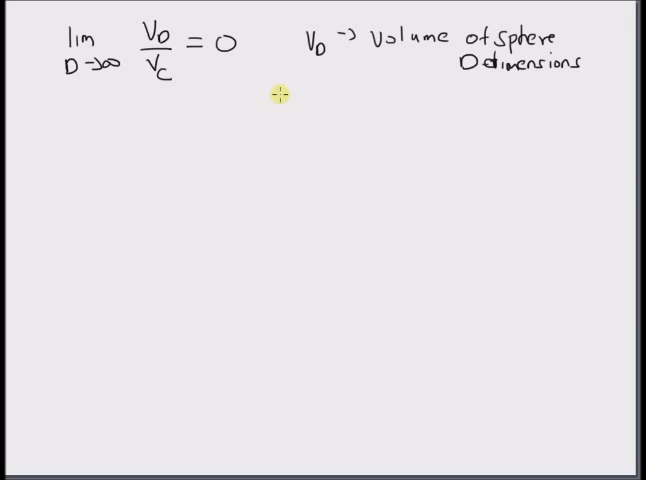 lim V_D / V_C = 0
D→∞
V_D → Volume of sphere
D dimensions